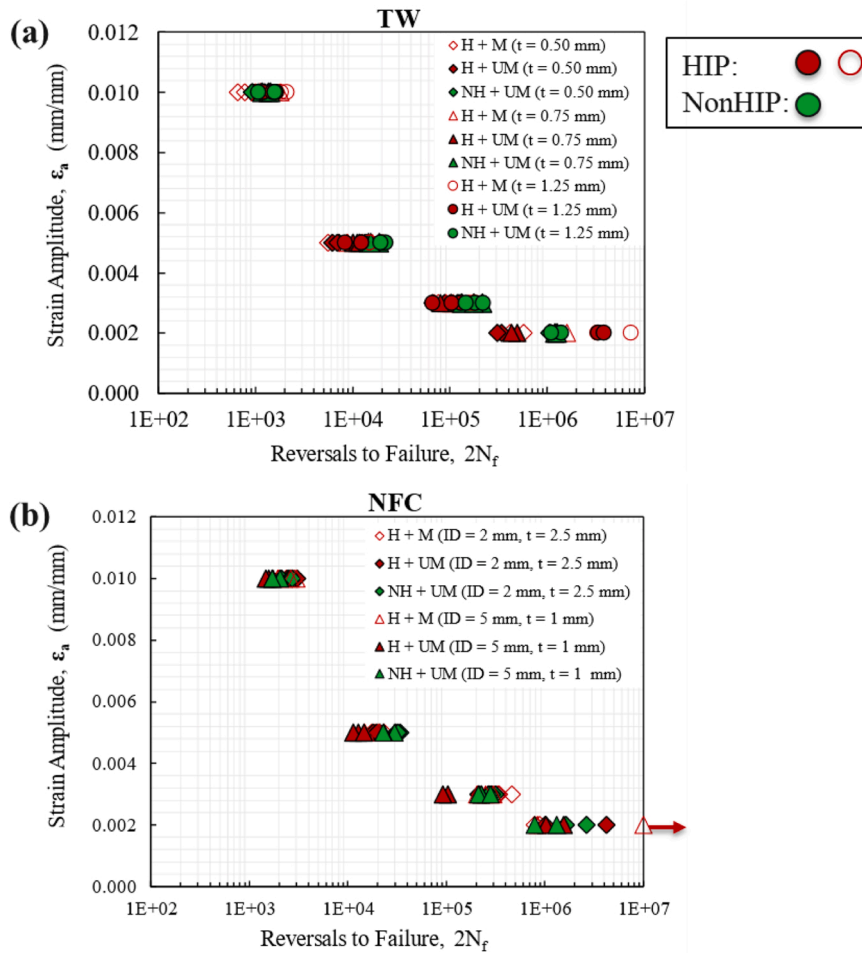 (a)
TW
HIP:
NonHIP:
Strain Amplitude, εa (mm/mm)
0.012
0.010
0.008
0.006
0.004
0.002
0.000
H + M (t = 0.50 mm)
H + UM (t = 0.50 mm)
NH + UM (t = 0.50 mm)
H + M (t = 0.75 mm)
H + UM (t = 0.75 mm)
NH + UM (t = 0.75 mm)
H + M (t = 1.25 mm)
H + UM (t = 1.25 mm)
NH + UM (t = 1.25 mm)
1E+02 1E+03 1E+04 1E+05 1E+06 1E+07
Reversals to Failure, 2Nf
(b)
NFC
Strain Amplitude, εa (mm/mm)
0.012
0.010
0.008
0.006
0.004
0.002
0.000
H + M (ID = 2 mm, t = 2.5 mm)
H + UM (ID = 2 mm, t = 2.5 mm)
NH + UM (ID = 2 mm, t = 2.5 mm)
H + M (ID = 5 mm, t = 1 mm)
H + UM (ID = 5 mm, t = 1 mm)
NH + UM (ID = 5 mm, t = 1 mm)
1E+02 1E+03 1E+04 1E+05 1E+06 1E+07
Reversals to Failure, 2Nf